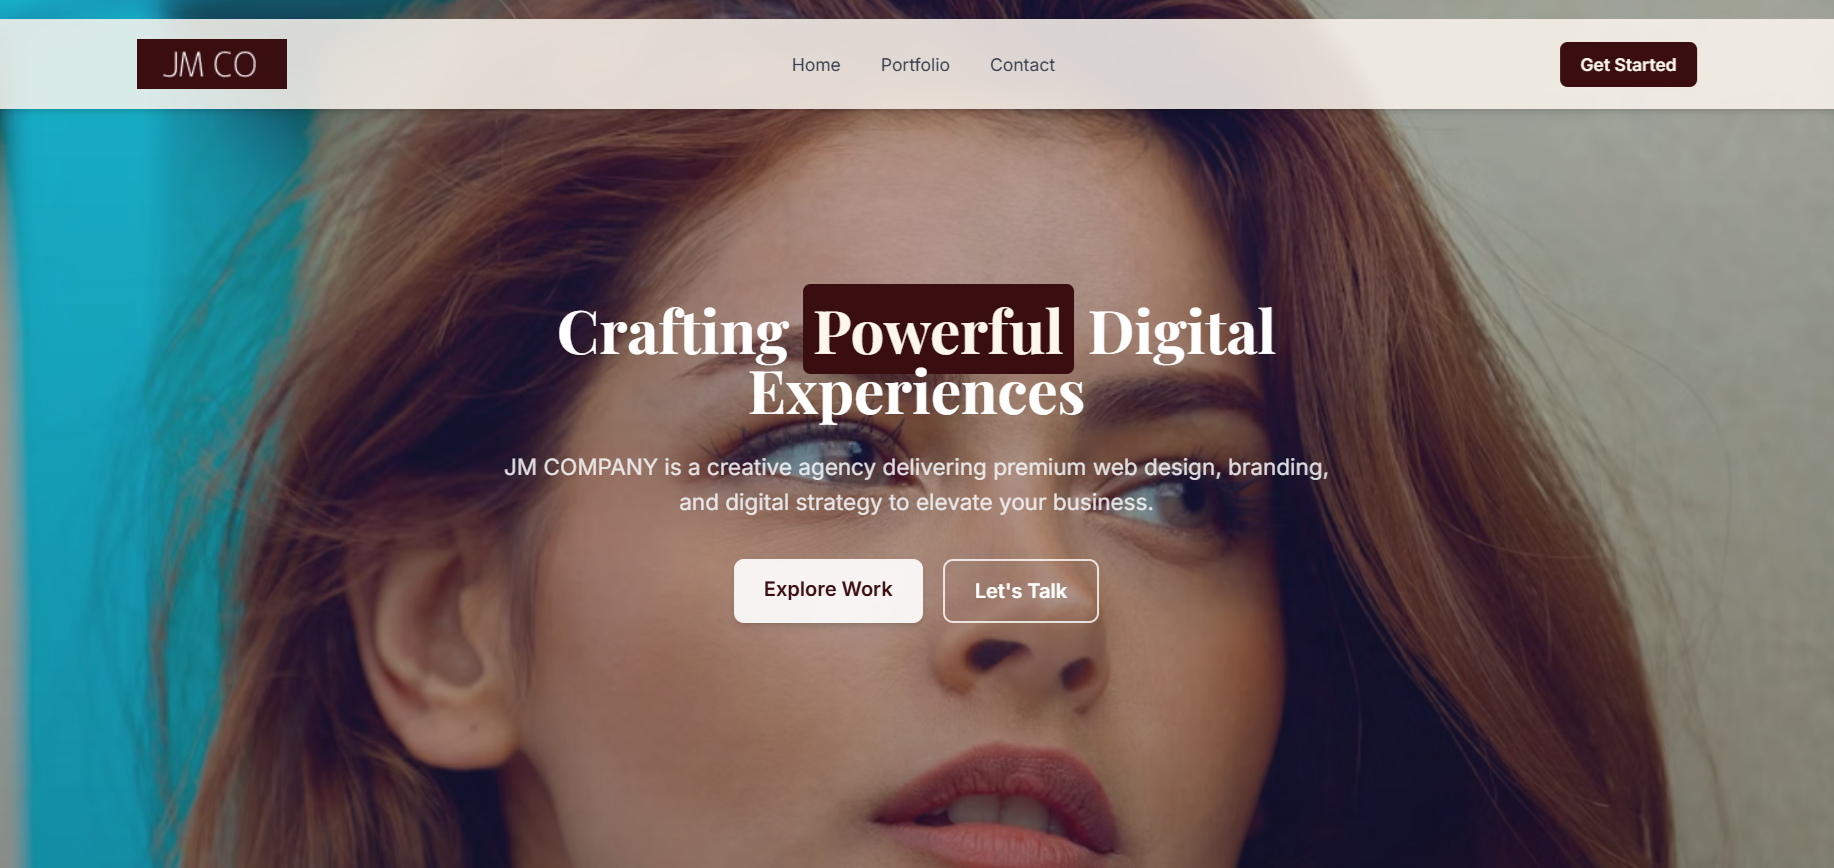 JM CO
Home
Portfolio
Contact
Get Started
Crafting Powerful Digital
Experiences
JM COMPANY is a creative agency delivering premium web design, branding,
and digital strategy to elevate your business.
Explore Work
Let's Talk